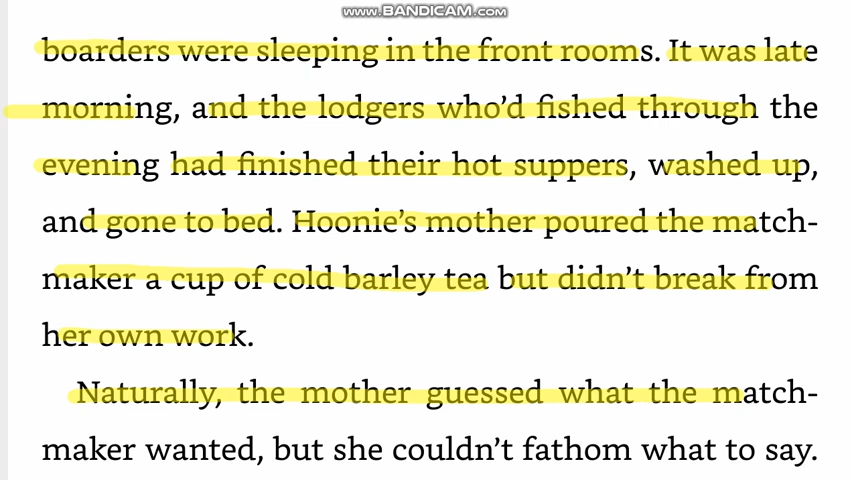 www.BANDICAM.com
boarders were sleeping in the front rooms. It was late
morning, and the lodgers who’d fished through the
evening had finished their hot suppers, washed up,
and gone to bed. Hoonie’s mother poured the match-
maker a cup of cold barley tea but didn’t break from
her own work.
Naturally, the mother guessed what the match-
maker wanted, but she couldn’t fathom what to say.